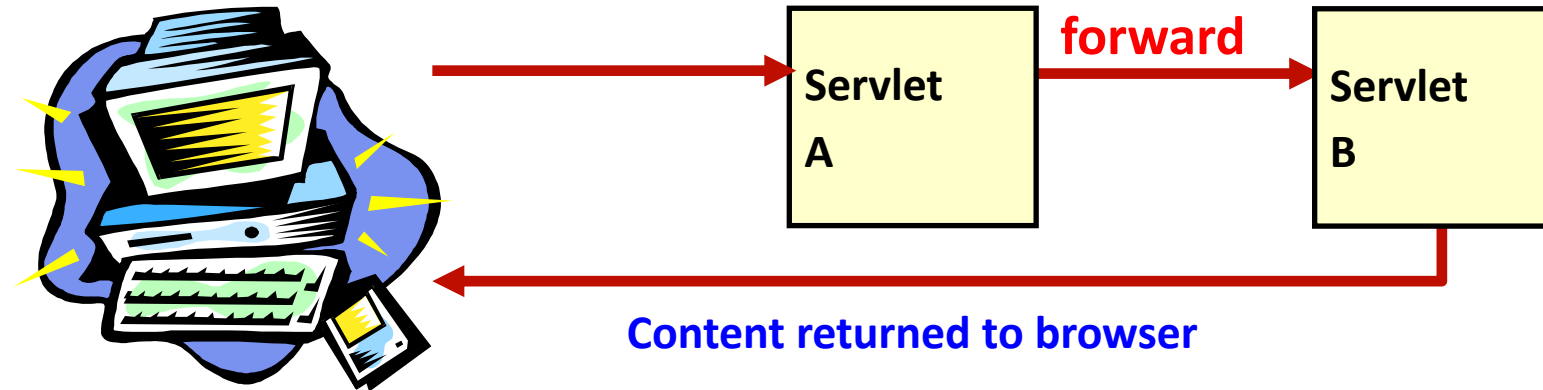 forward
Servlet
A
Servlet
B
Content returned to browser